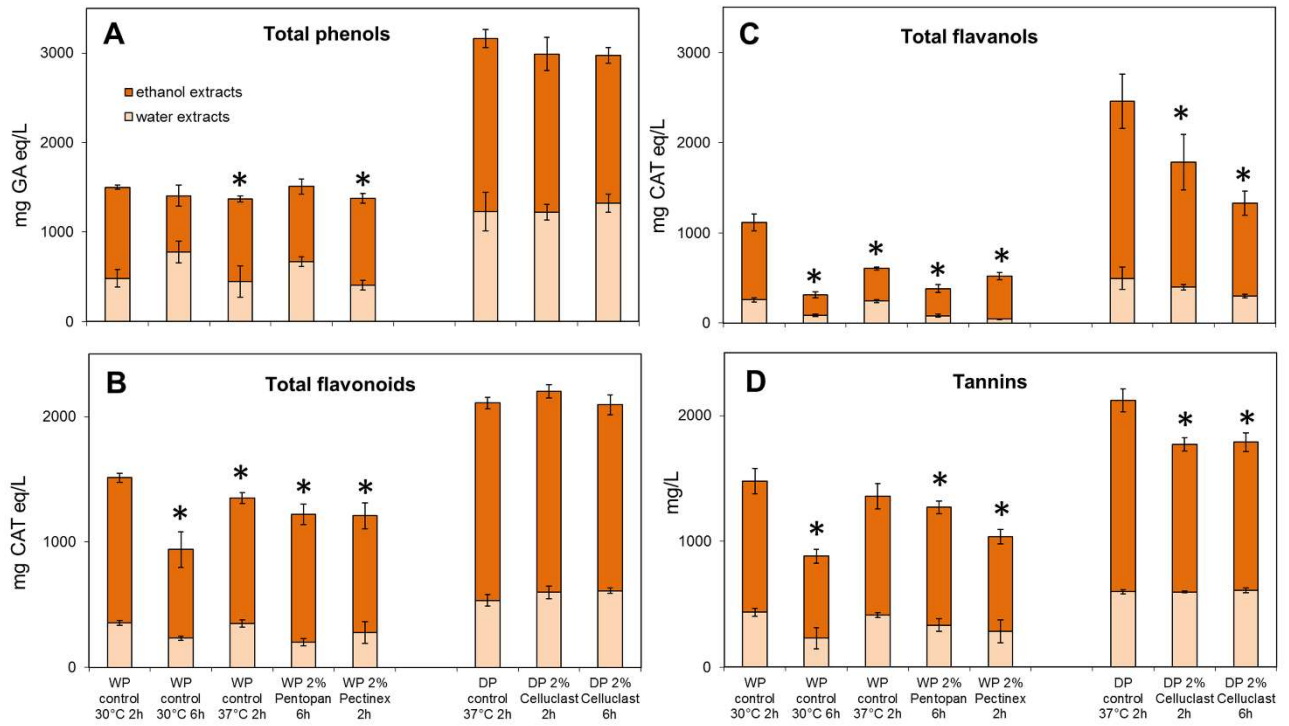 A
Total phenols
ethanol extracts
water extracts
mg GA eq/L
3000
2000
1000
0
*
*
C
Total flavanols
mg CAT eq/L
3000
2000
1000
0
*
*
*
*
*
*
B
Total flavonoids
mg CAT eq/L
2000
1000
0
*
*
*
*
WP
control
30°C 2h
WP
control
30°C 6h
WP
control
37°C 2h
WP 2%
Pentopan
6h
WP 2%
Pectinex
2h
DP
control
37°C 2h
DP 2%
Celluclast
2h
DP 2%
Celluclast
6h
D
Tannins
mg/L
2000
1000
0
*
*
*
*
*
WP
control
30°C 2h
WP
control
30°C 6h
WP
control
37°C 2h
WP 2%
Pentopan
6h
WP 2%
Pectinex
2h
DP
control
37°C 2h
DP 2%
Celluclast
2h
DP 2%
Celluclast
6h